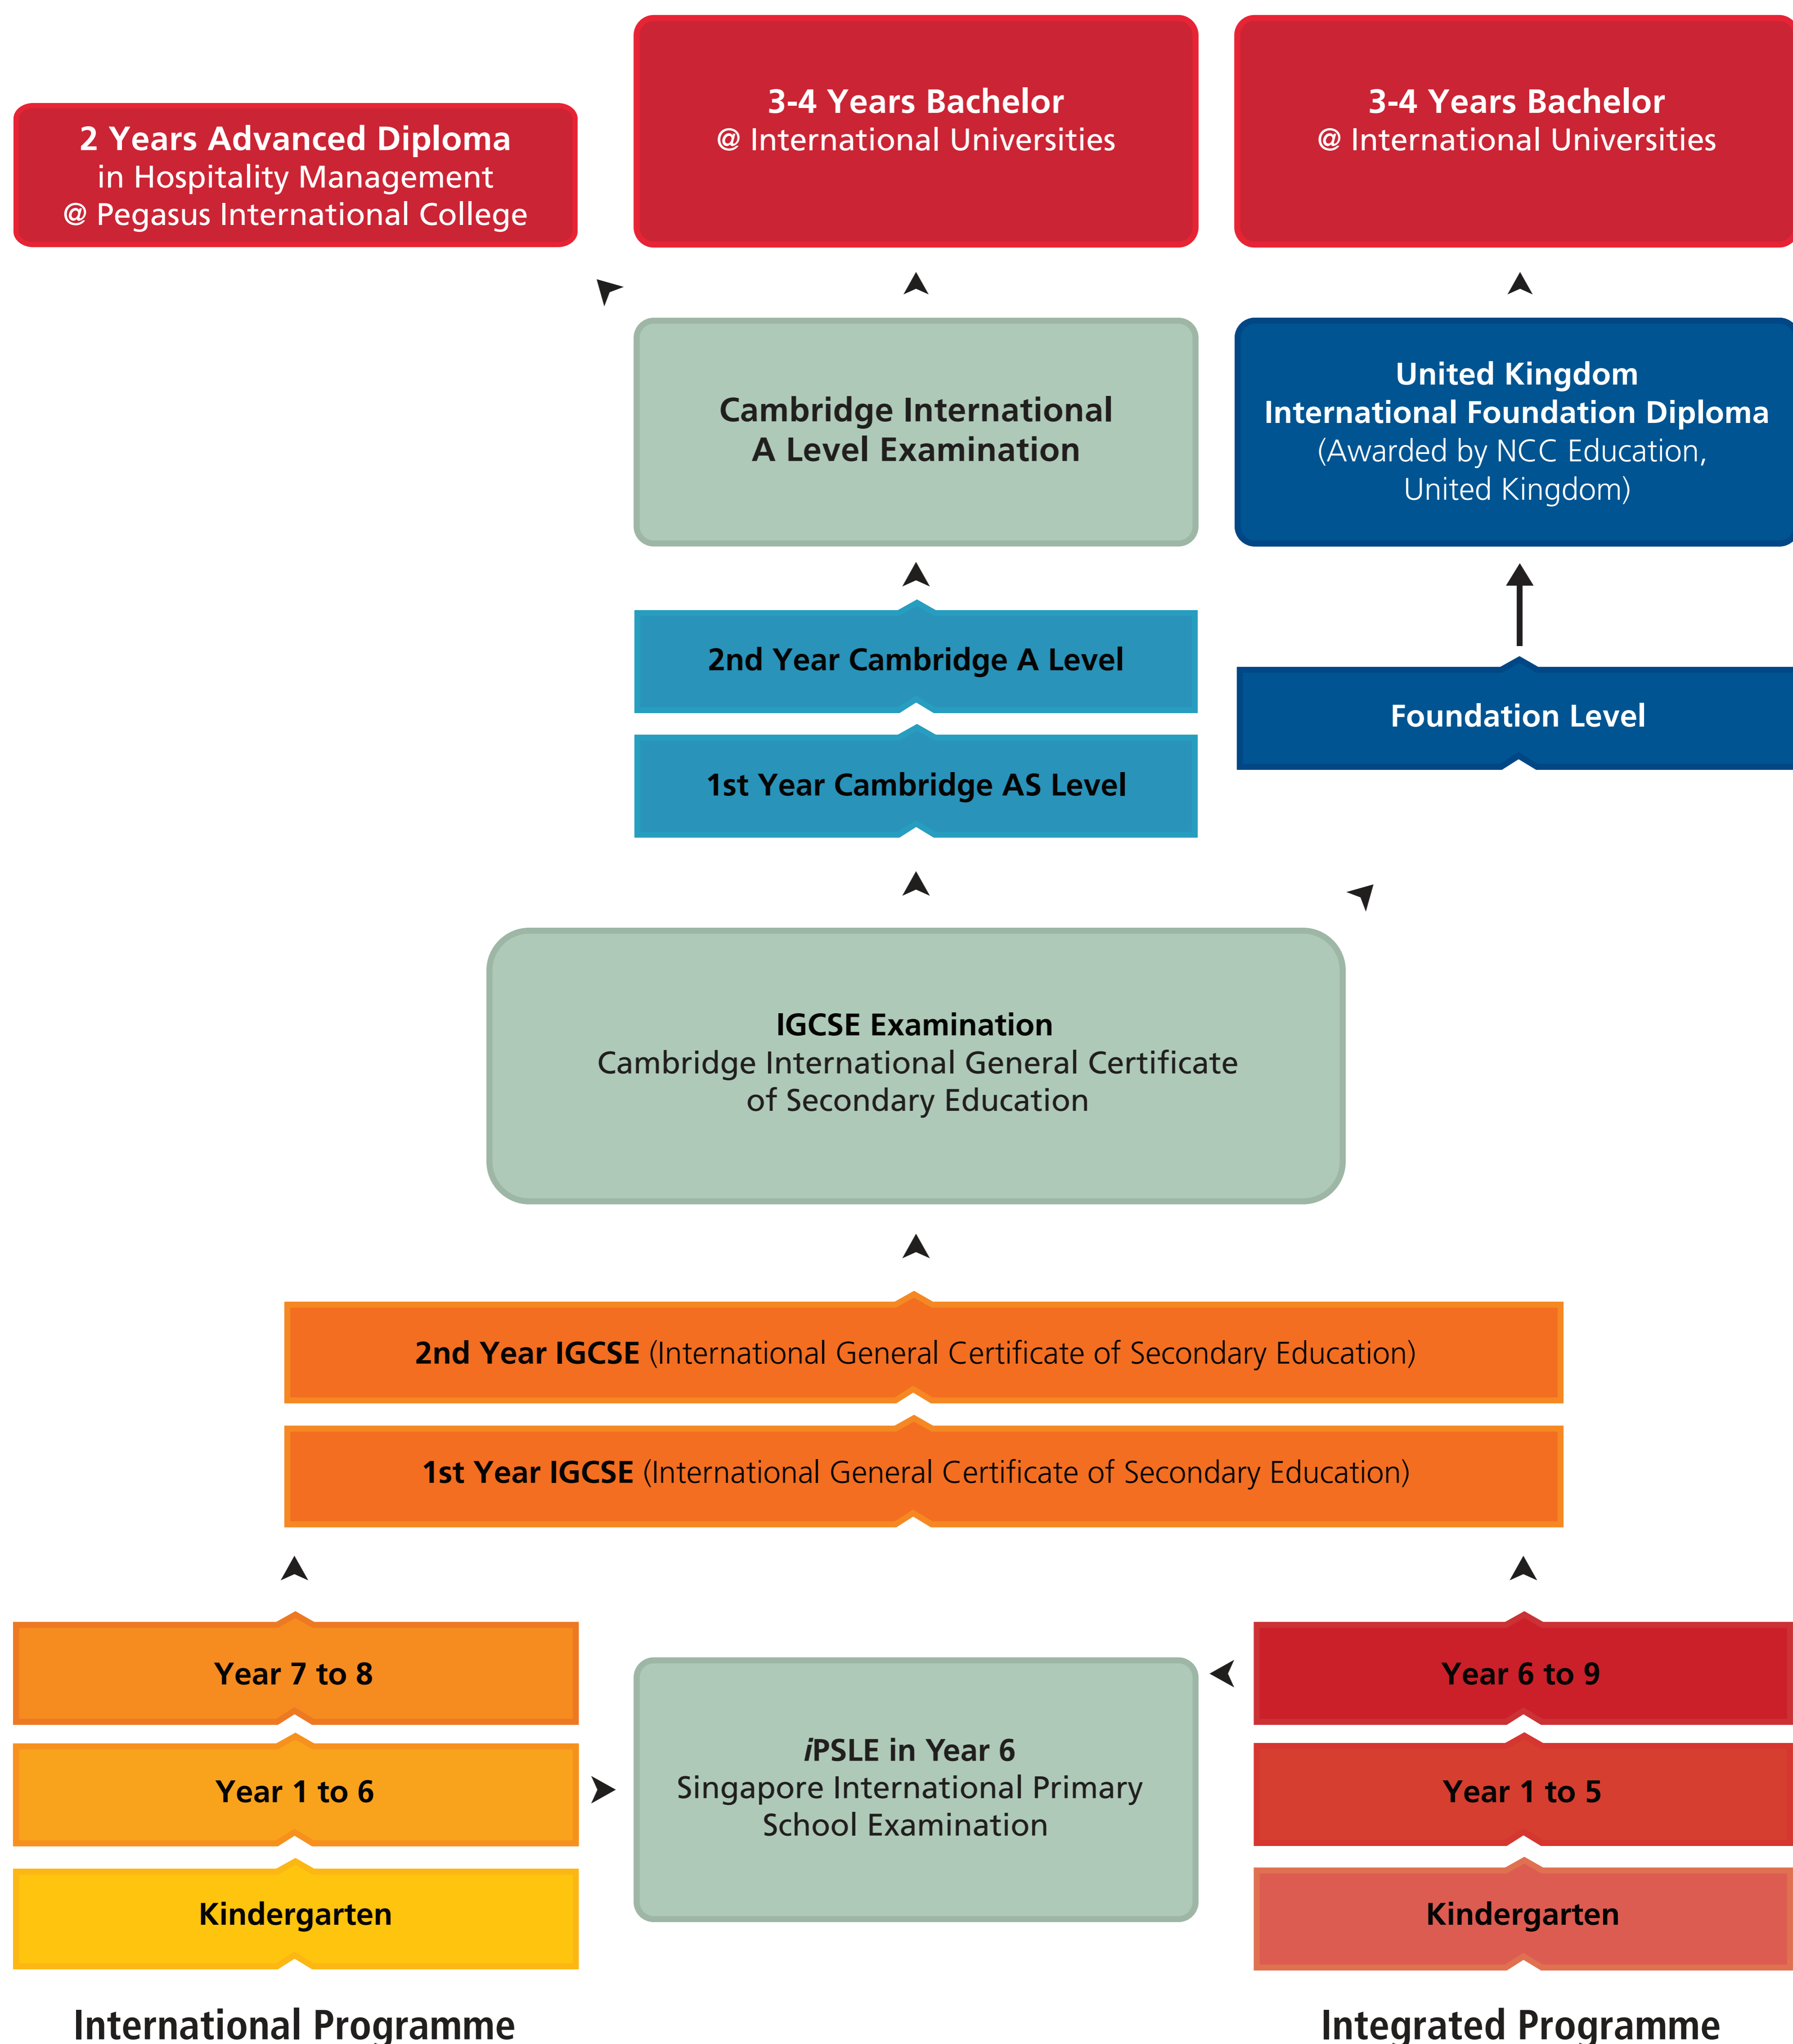 2 Years Advanced Diploma
in Hospitality Management
@ Pegasus International College
3-4 Years Bachelor
@ International Universities
3-4 Years Bachelor
@ International Universities
Cambridge International
A Level Examination
United Kingdom
International Foundation Diploma
(Awarded by NCC Education,
United Kingdom)
2nd Year Cambridge A Level
1st Year Cambridge AS Level
Foundation Level
IGCSE Examination
Cambridge International General Certificate
of Secondary Education
2nd Year IGCSE (International General Certificate of Secondary Education)
1st Year IGCSE (International General Certificate of Secondary Education)
Year 7 to 8
Year 1 to 6
Kindergarten
iPSLE in Year 6
Singapore International Primary
School Examination
Year 6 to 9
Year 1 to 5
Kindergarten
International Programme
Integrated Programme